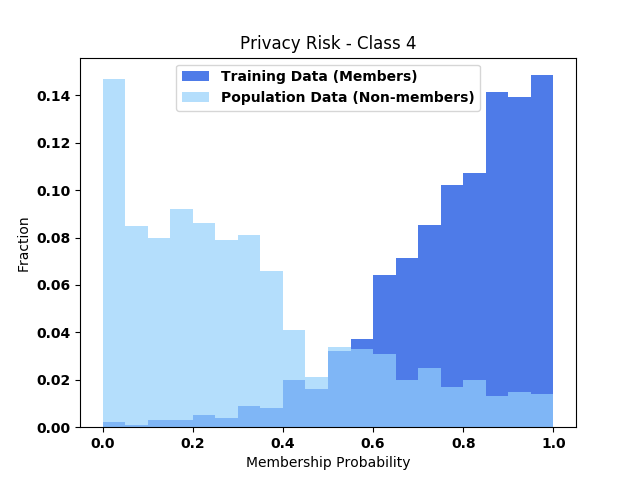 Privacy Risk - Class 4
Training Data (Members)
Population Data (Non-members)
Fraction
0.14
0.12
0.10
0.08
0.06
0.04
0.02
0.00
0.0 0.2 0.4 0.6 0.8 1.0
Membership Probability